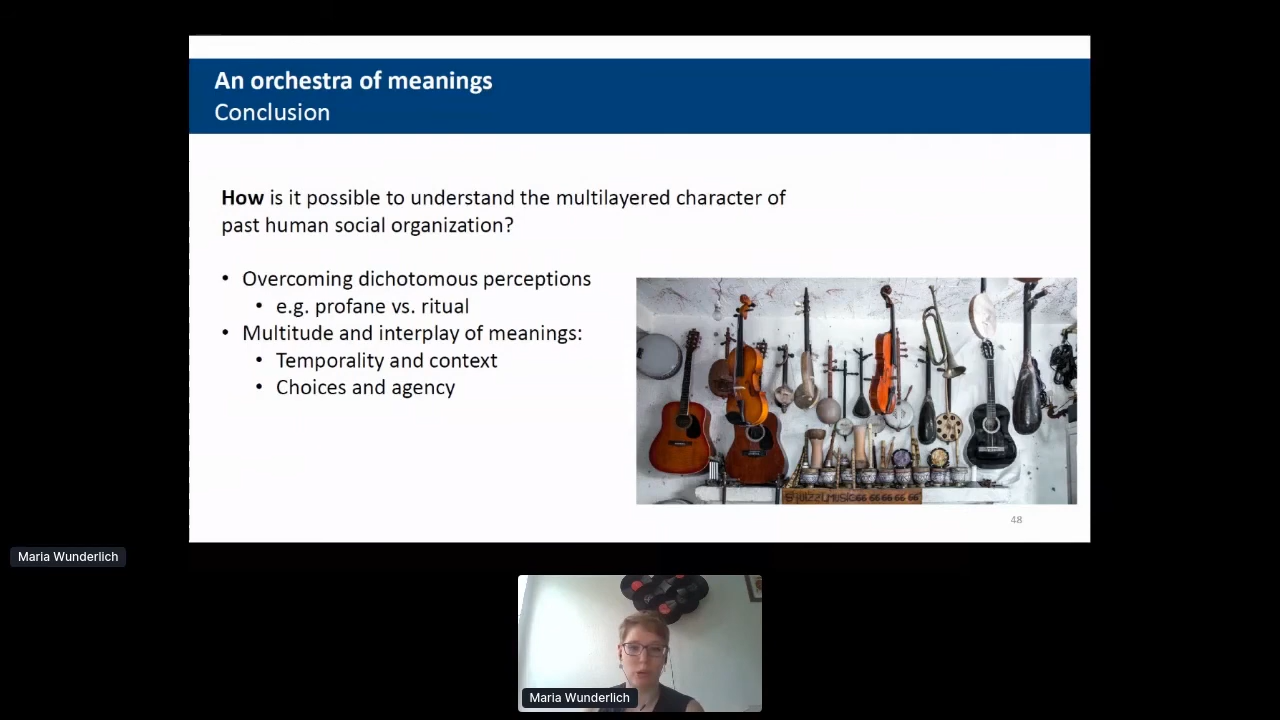 An orchestra of meanings
Conclusion
How is it possible to understand the multilayered character of
past human social organization?
• Overcoming dichotomous perceptions
• e.g. profane vs. ritual
• Multitude and interplay of meanings:
• Temporality and context
• Choices and agency
48
Maria Wunderlich
Maria Wunderlich